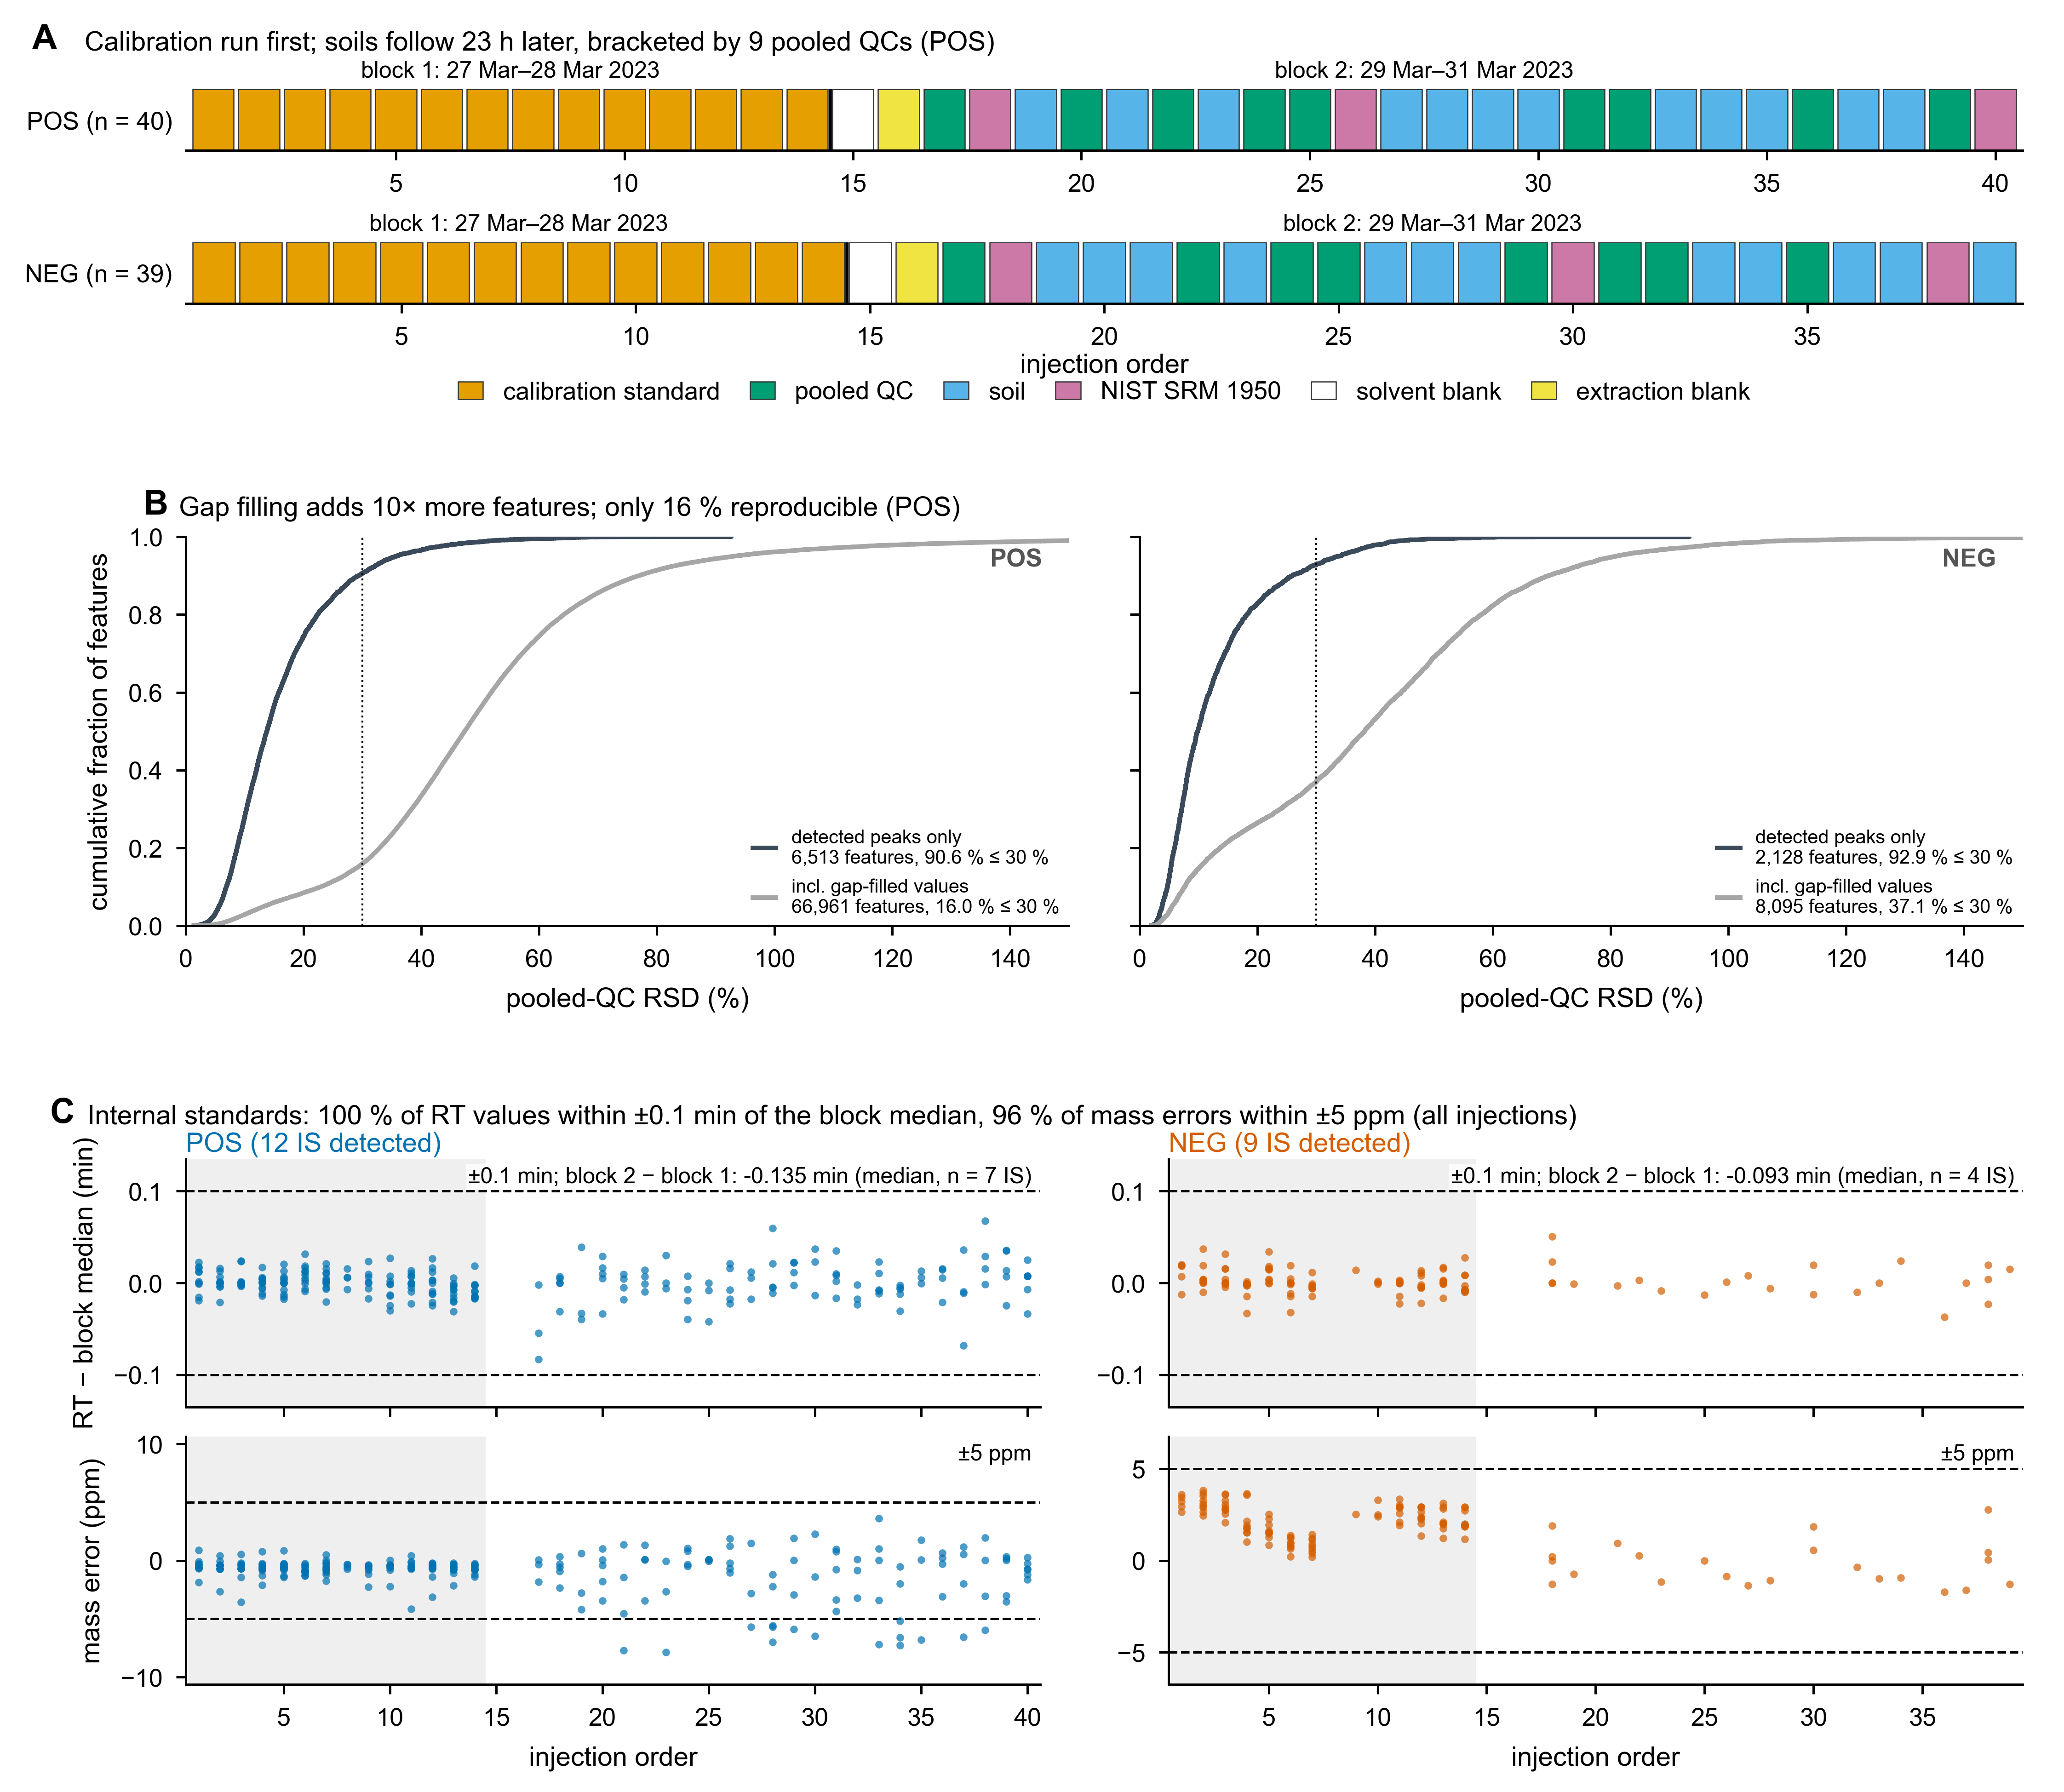 A Calibration run first; soils follow 23 h later, bracketed by 9 pooled QCs (POS)
block 1: 27 Mar–28 Mar 2023
block 2: 29 Mar–31 Mar 2023
POS (n = 40)
5 10 15 20 25 30 35 40
block 1: 27 Mar–28 Mar 2023
block 2: 29 Mar–31 Mar 2023
NEG (n = 39)
5 10 15 20 25 30 35
injection order
calibration standard
pooled QC
soil
NIST SRM 1950
solvent blank
extraction blank
B Gap filling adds 10× more features; only 16 % reproducible (POS)
cumulative fraction of features
1.0
0.8
0.6
0.4
0.2
0.0
POS
detected peaks only
6,513 features, 90.6 % ≤ 30 %
incl. gap-filled values
66,961 features, 16.0 % ≤ 30 %
0 20 40 60 80 100 120 140
pooled-QC RSD (%)
NEG
detected peaks only
2,128 features, 92.9 % ≤ 30 %
incl. gap-filled values
8,095 features, 37.1 % ≤ 30 %
0 20 40 60 80 100 120 140
pooled-QC RSD (%)
C Internal standards: 100 % of RT values within ±0.1 min of the block median, 96 % of mass errors within ±5 ppm (all injections)
POS (12 IS detected)
RT − block median (min)
±0.1 min; block 2 − block 1: -0.135 min (median, n = 7 IS)
0.1
0.0
−0.1
NEG (9 IS detected)
±0.1 min; block 2 − block 1: -0.093 min (median, n = 4 IS)
0.1
0.0
−0.1
mass error (ppm)
±5 ppm
10
0
−10
5 10 15 20 25 30 35 40
injection order
±5 ppm
5
0
−5
5 10 15 20 25 30 35
injection order